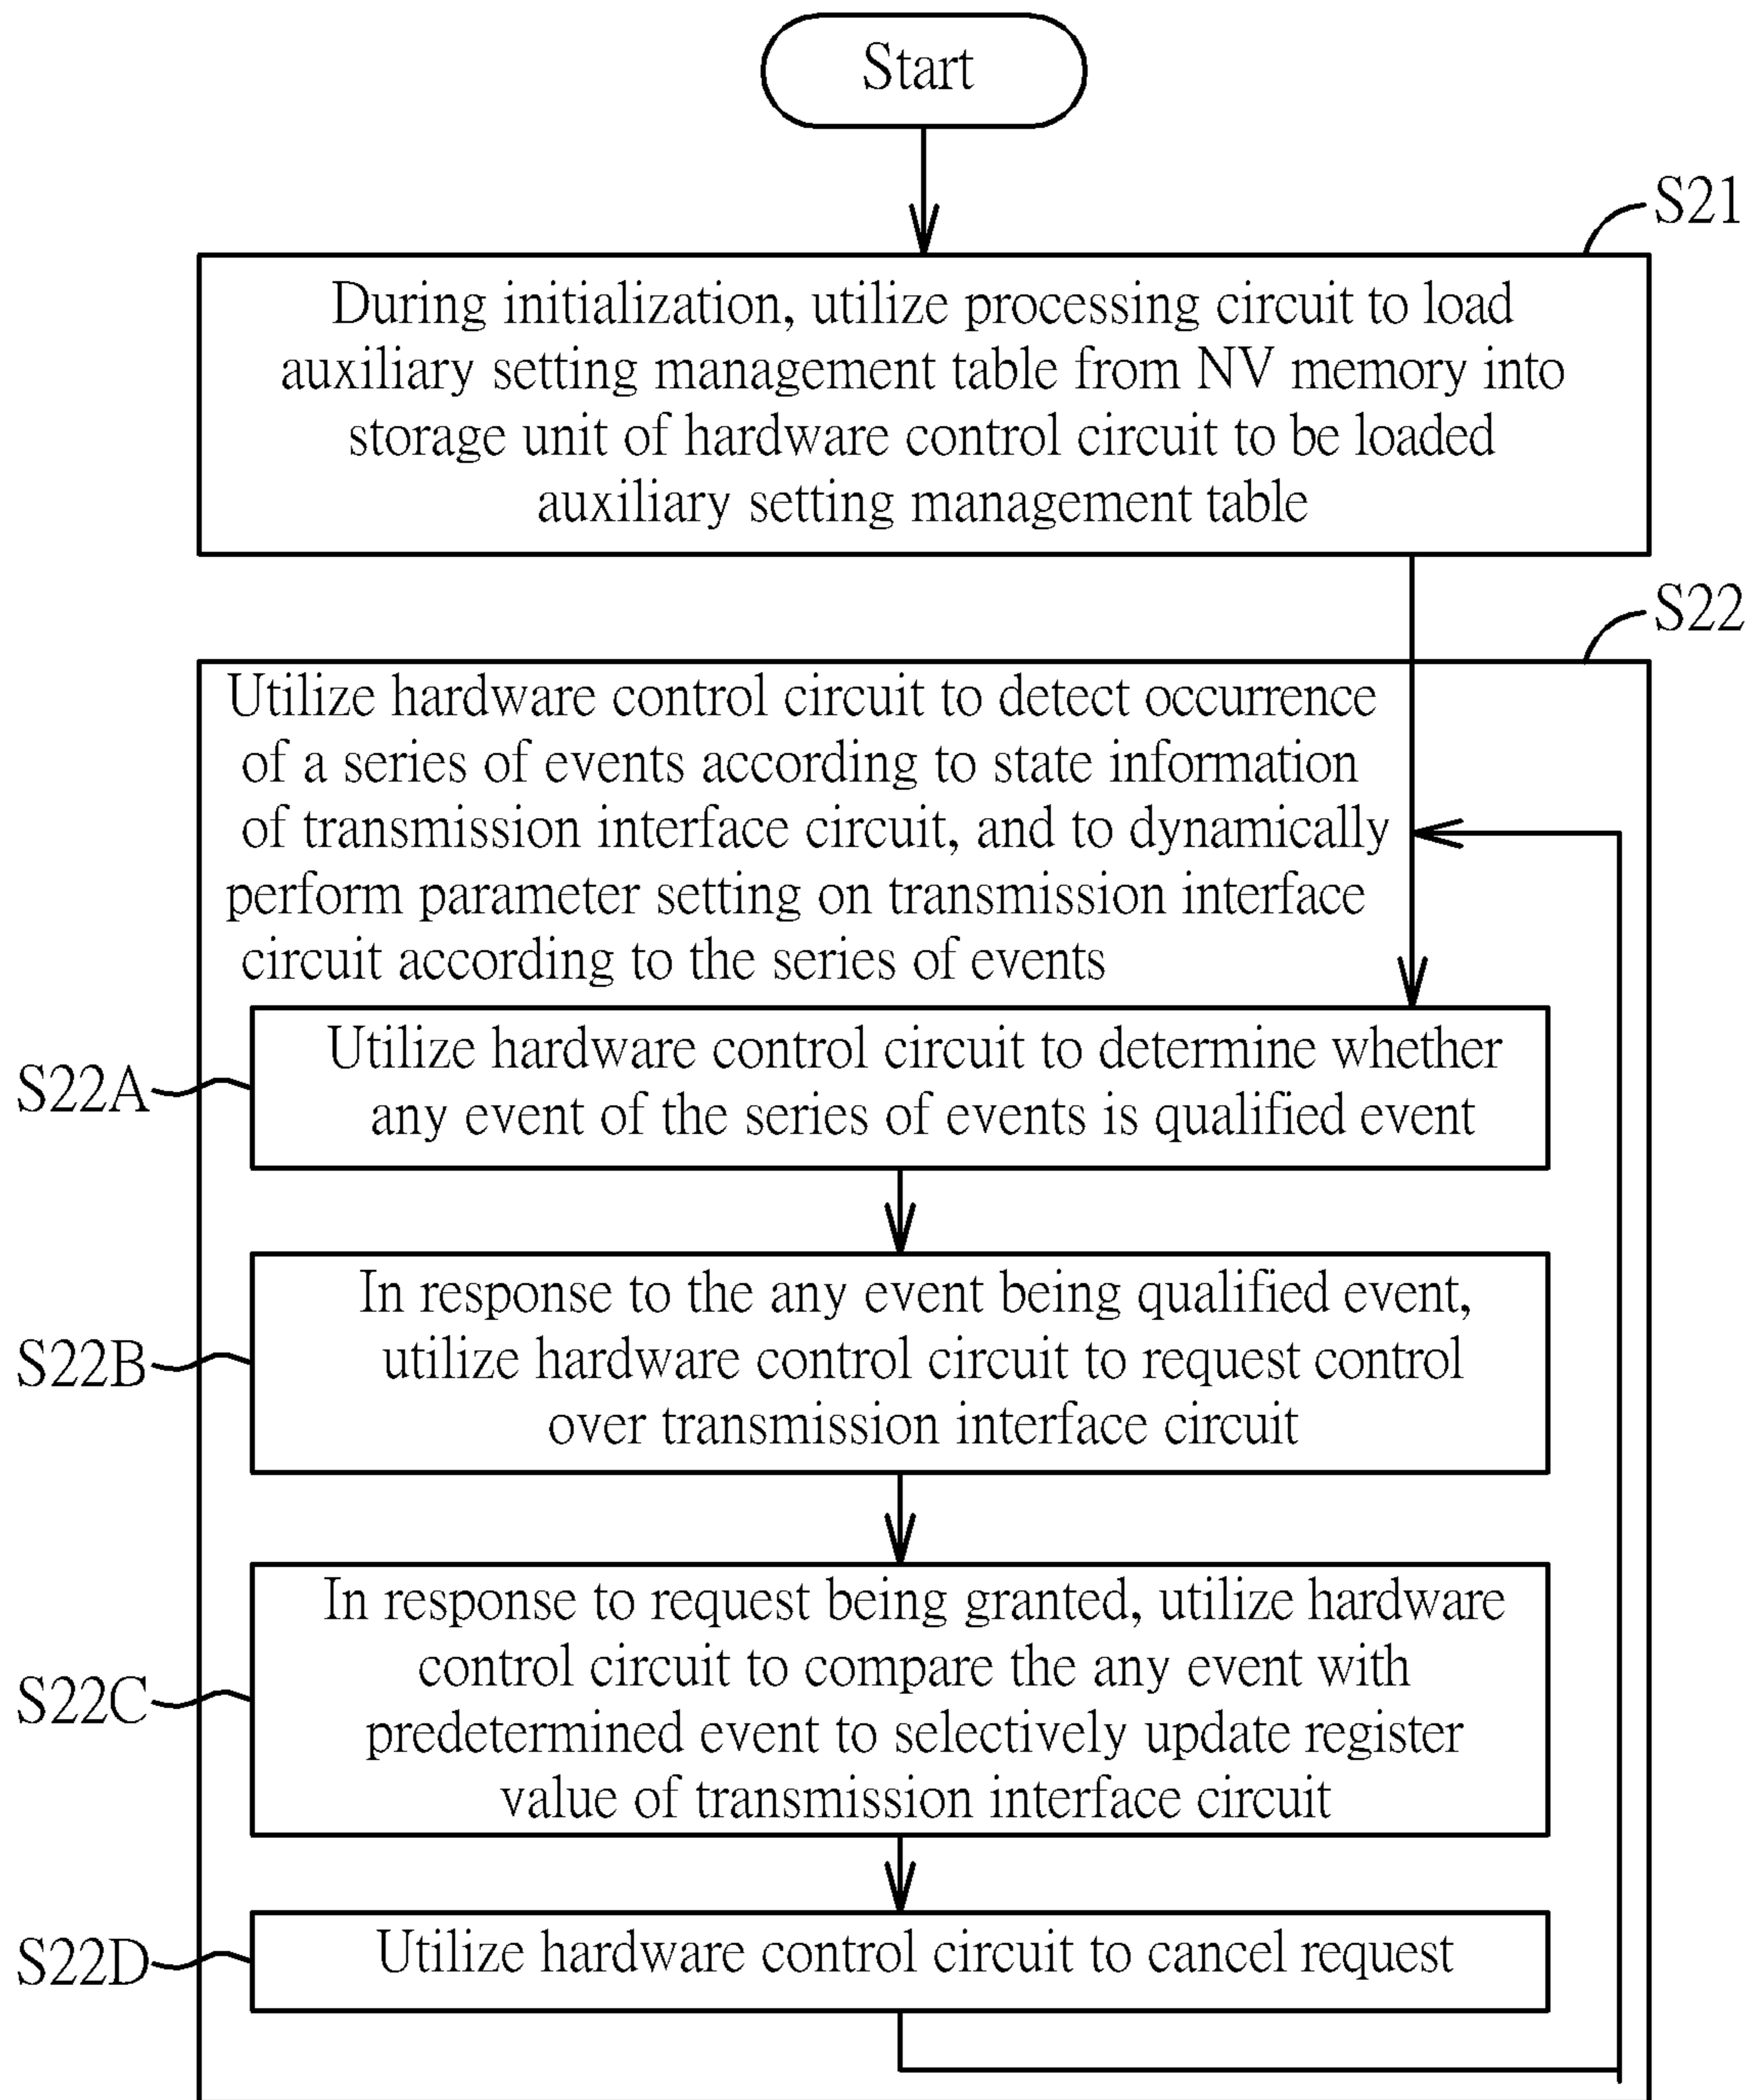 Start
S21
During initialization, utilize processing circuit to load
auxiliary setting management table from NV memory into
storage unit of hardware control circuit to be loaded
auxiliary setting management table
S22
Utilize hardware control circuit to detect occurrence
of a series of events according to state information
of transmission interface circuit, and to dynamically
perform parameter setting on transmission interface
circuit according to the series of events
S22A
Utilize hardware control circuit to determine whether
any event of the series of events is qualified event
S22B
In response to the any event being qualified event,
utilize hardware control circuit to request control
over transmission interface circuit
S22C
In response to request being granted, utilize hardware
control circuit to compare the any event with
predetermined event to selectively update register
value of transmission interface circuit
S22D
Utilize hardware control circuit to cancel request